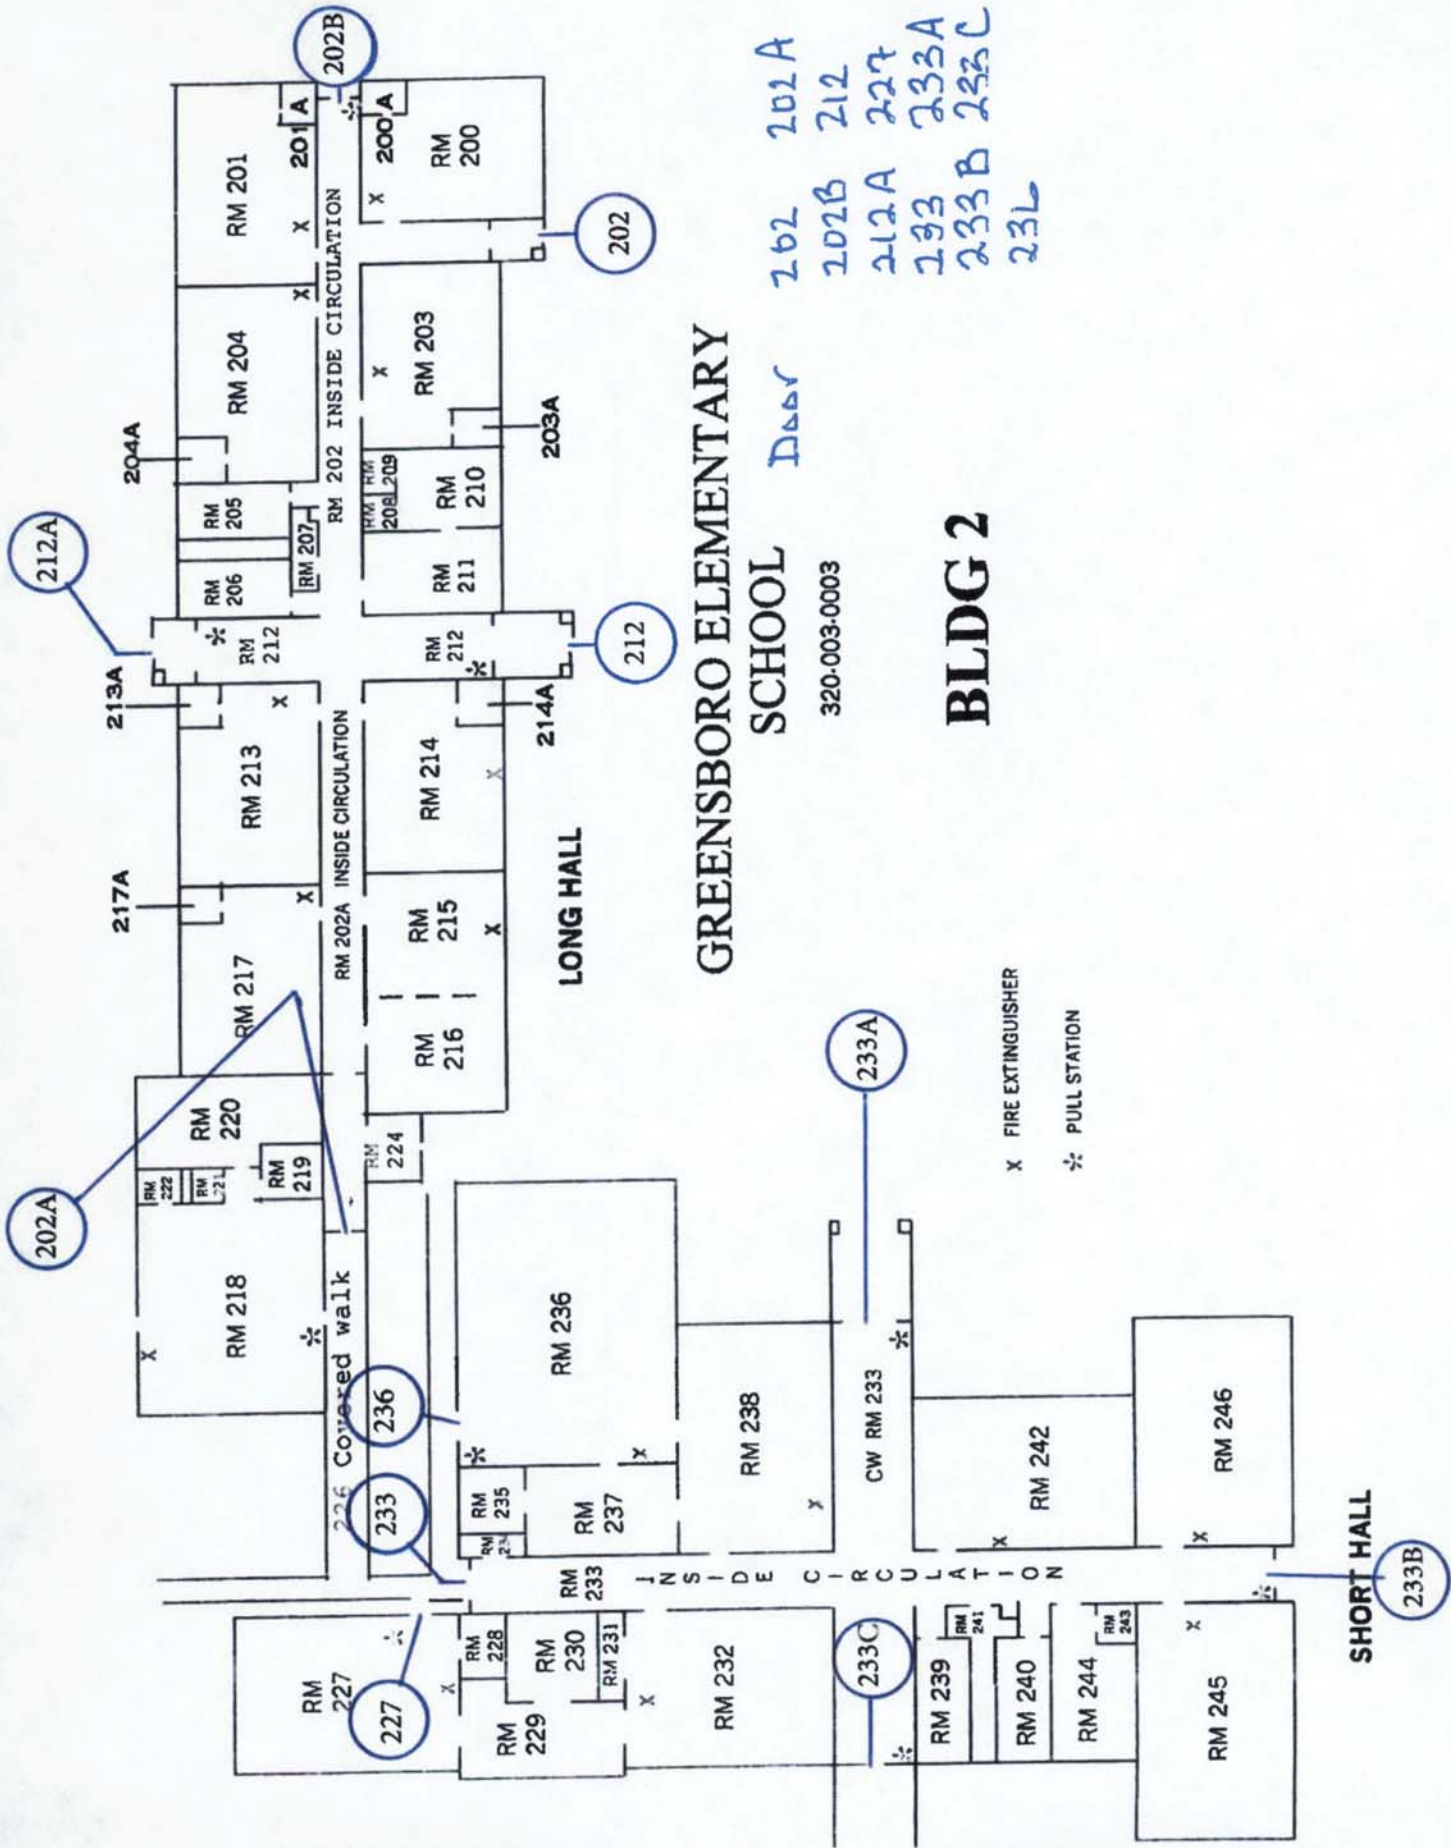 202A
212A
217A
213A
204A
RM
222
RM
221
RM
220
RM
219
RM 218
RM 217
RM 213
RM
212
RM
206
RM
205
RM 207
RM 204
RM 201
201 A
202B
226 Covered walk
RM 202A INSIDE CIRCULATION
RM 202 INSIDE CIRCULATION
RM
224
RM
216
RM
215
RM 214
RM
212
RM
211
RM
208
RM
209
RM
210
RM 203
200 A
RM
200
214A
203A
212
202
LONG HALL
RM
227
227
233
236
RM
228
RM
229
RM
230
RM 231
RM
233
RM
RM
235
RM
237
RM 236
RM 232
INSIDE CIRCULATION
RM 238
233C
CW RM 233
233A
RM 239
RM
241
RM 240
RM 244
RM
243
RM 242
RM 245
RM 246
SHORT HALL
233B
GREENSBORO ELEMENTARY
SCHOOL
320-003-0003
BLDG 2
Door 202 202A
202B 212
212A 227
233 233A
233B 233C
236
X FIRE EXTINGUISHER
PULL STATION